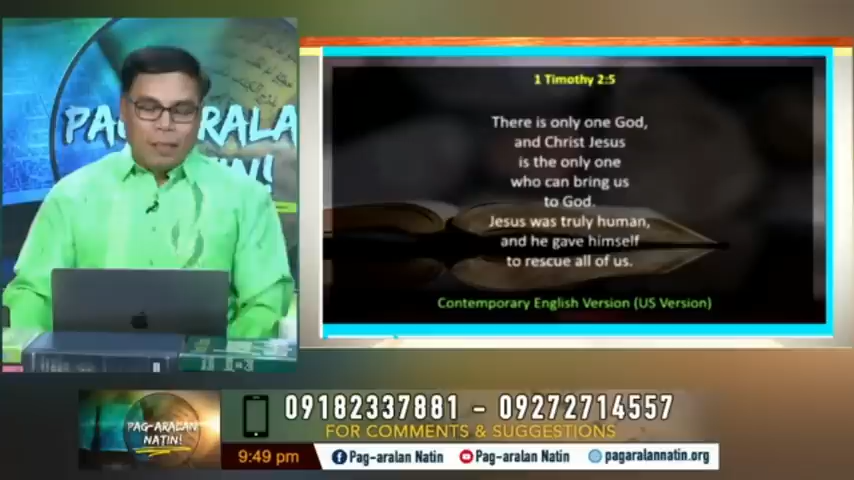 PAG-ARALAN
NATIN!
1 Timothy 2:5
There is only one God,
and Christ Jesus
is the only one
who can bring us
to God.
Jesus was truly human,
and he gave himself
to rescue all of us.
Contemporary English Version (US Version)
PAG-ARALAN
NATIN!
09182337881 - 09272714557
FOR COMMENTS & SUGGESTIONS
9:49 pm
Pag-aralan Natin
Pag-aralan Natin
pagaralannatin.org